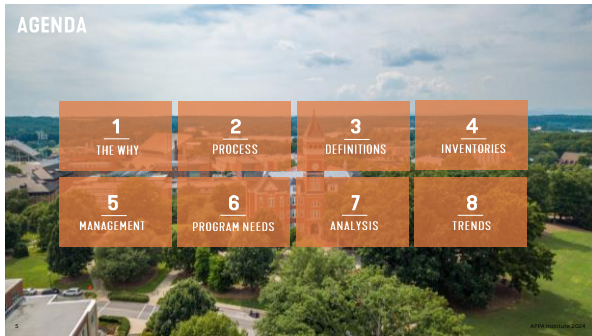 AGENDA
1
THE WHY
2
PROCESS
3
DEFINITIONS
4
INVENTORIES
5
MANAGEMENT
6
PROGRAM NEEDS
7
ANALYSIS
8
TRENDS
5
APPA Institute 2024